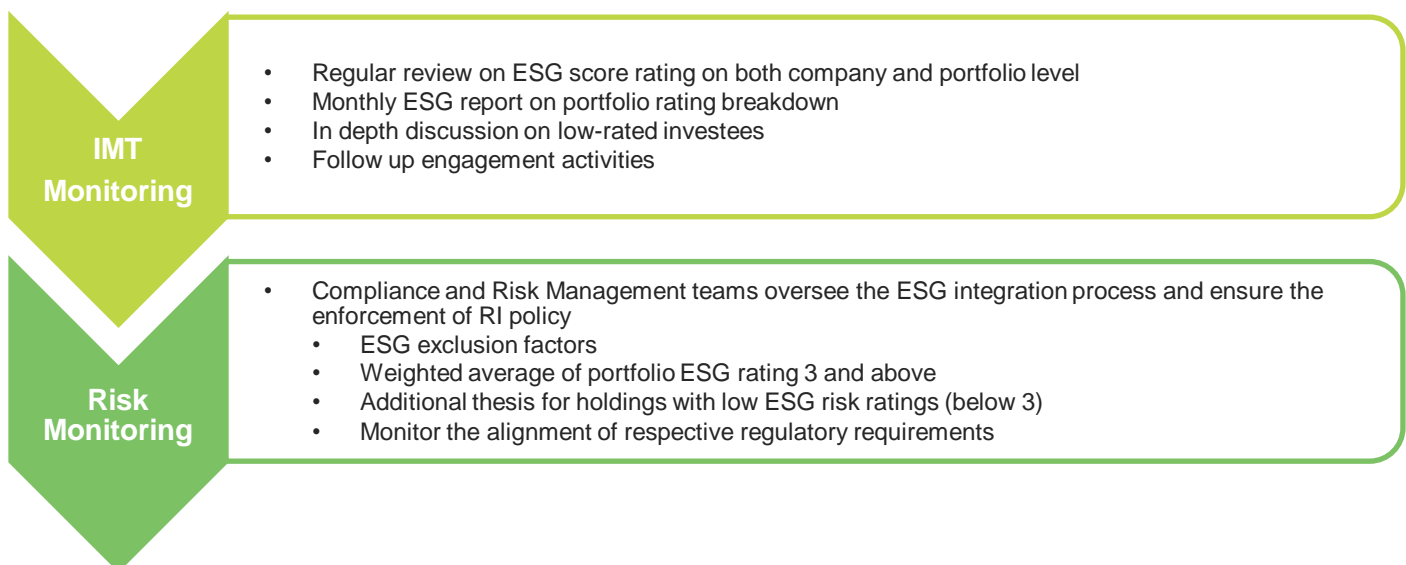 IMT
Monitoring
• Regular review on ESG score rating on both company and portfolio level
• Monthly ESG report on portfolio rating breakdown
• In depth discussion on low-rated investees
• Follow up engagement activities
Risk
Monitoring
• Compliance and Risk Management teams oversee the ESG integration process and ensure the
enforcement of RI policy
• ESG exclusion factors
• Weighted average of portfolio ESG rating 3 and above
• Additional thesis for holdings with low ESG risk ratings (below 3)
• Monitor the alignment of respective regulatory requirements